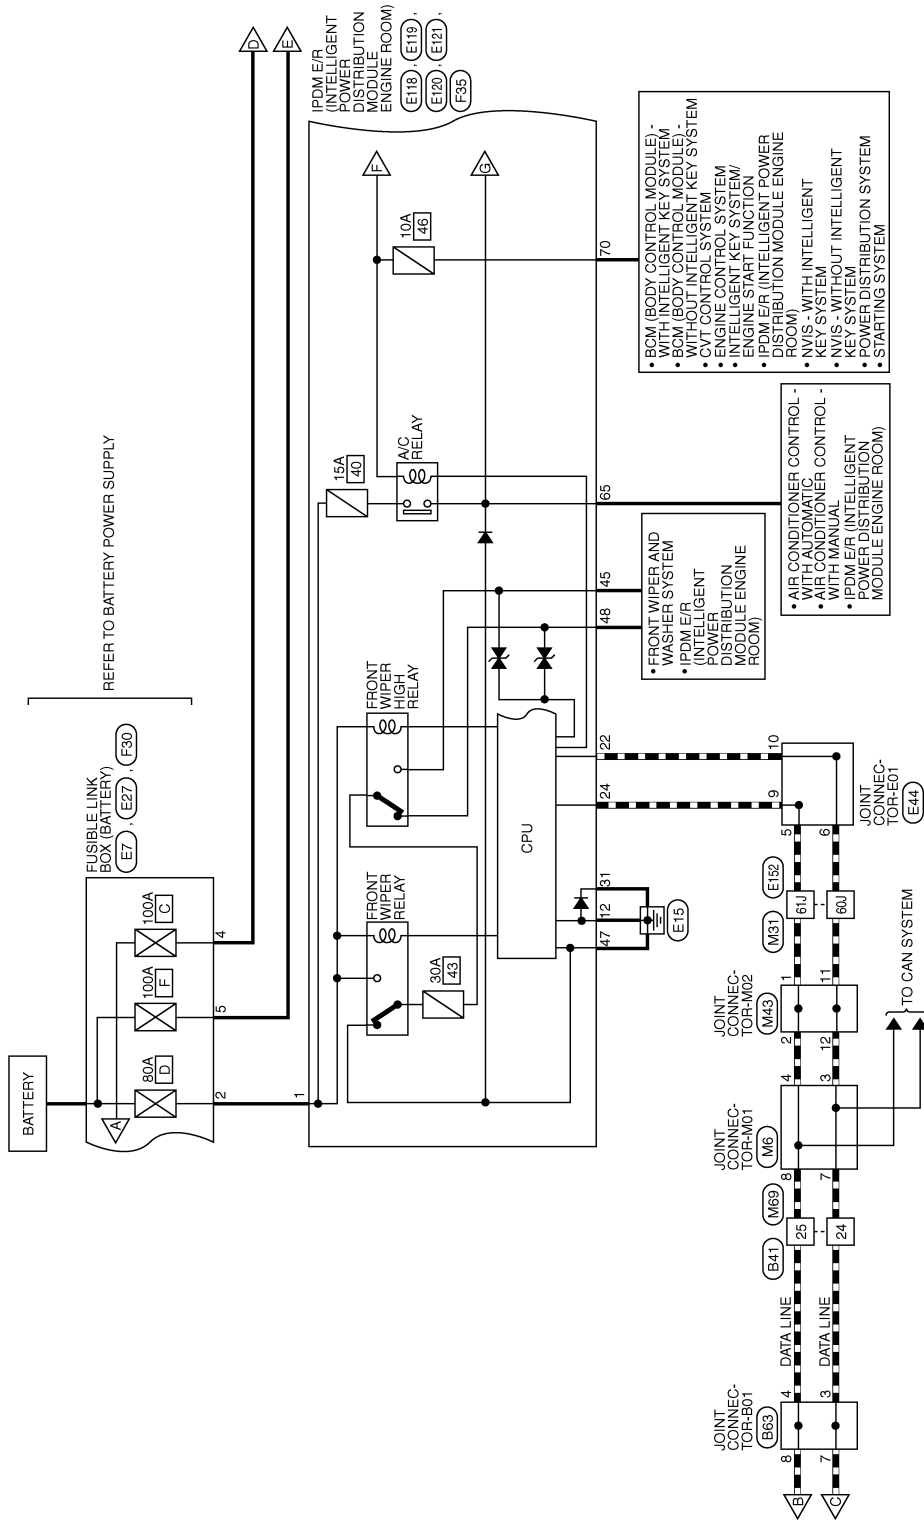 BATTERY
FUSIBLE LINK
BOX (BATTERY)
E7 , E27 , F30
REFER TO BATTERY POWER SUPPLY
A
80A
D
100A
F
100A
C
2
5
4
D
E
IPDM E/R
(INTELLIGENT
POWER
DISTRIBUTION
MODULE
ENGINE ROOM)
E118 , E119 ,
E120 , E121 ,
F35
1
FRONT
WIPER
RELAY
30A
43
FRONT
WIPER
HIGH
RELAY
15A
40
A/C
RELAY
10A
46
F
G
CPU
47
12
31
24
22
48
45
65
70
E15
• FRONT WIPER AND
WASHER SYSTEM
• IPDM E/R
(INTELLIGENT
POWER
DISTRIBUTION
MODULE ENGINE
ROOM)
• AIR CONDITIONER CONTROL -
WITH AUTOMATIC
• AIR CONDITIONER CONTROL -
WITH MANUAL
• IPDM E/R (INTELLIGENT
POWER DISTRIBUTION
MODULE ENGINE ROOM)
• BCM (BODY CONTROL MODULE) -
WITH INTELLIGENT KEY SYSTEM
• BCM (BODY CONTROL MODULE) -
WITHOUT INTELLIGENT KEY SYSTEM
• CVT CONTROL SYSTEM
• ENGINE CONTROL SYSTEM
• INTELLIGENT KEY SYSTEM/
ENGINE START FUNCTION
• IPDM E/R (INTELLIGENT POWER
DISTRIBUTION MODULE ENGINE
ROOM)
• NVIS - WITH INTELLIGENT
KEY SYSTEM
• NVIS - WITHOUT INTELLIGENT
KEY SYSTEM
• POWER DISTRIBUTION SYSTEM
• STARTING SYSTEM
JOINT
CONNEC-
TOR-B01
B63
B
C
8
7
4
3
DATA LINE
DATA LINE
B41
M69
25
24
8
7
JOINT
CONNEC-
TOR-M01
M6
4
3
2
12
JOINT
CONNEC-
TOR-M02
M43
1
11
M31
E152
61J
60J
TO CAN SYSTEM
5
6
9
10
JOINT
CONNEC-
TOR-E01
E44